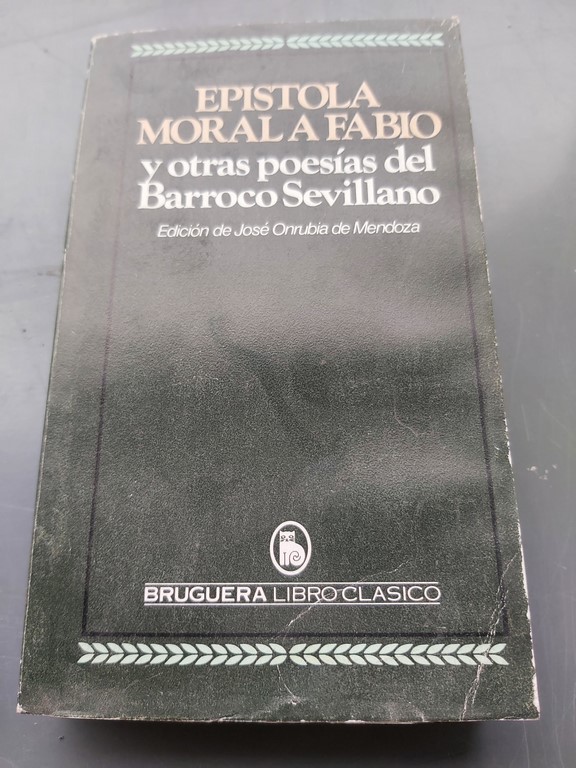 EPISTOLA
MORAL A FABIO
y otras poesías del
Barroco Sevillano
Edición de José Onrubia de Mendoza
BRUGUERA LIBRO CLASICO